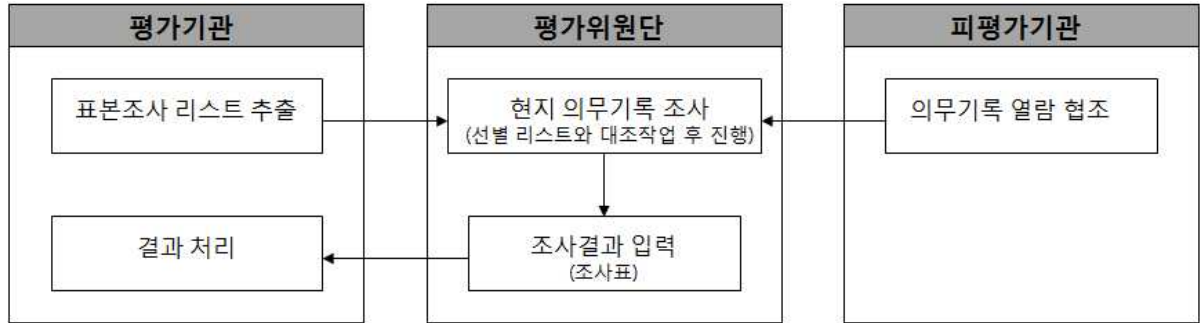 평가기관
평가위원단
피평가기관
표본조사 리스트 추출
현지 의무기록 조사
(선별 리스트와 대조작업 후 진행)
의무기록 열람 협조
결과 처리
조사결과 입력
(조사표)